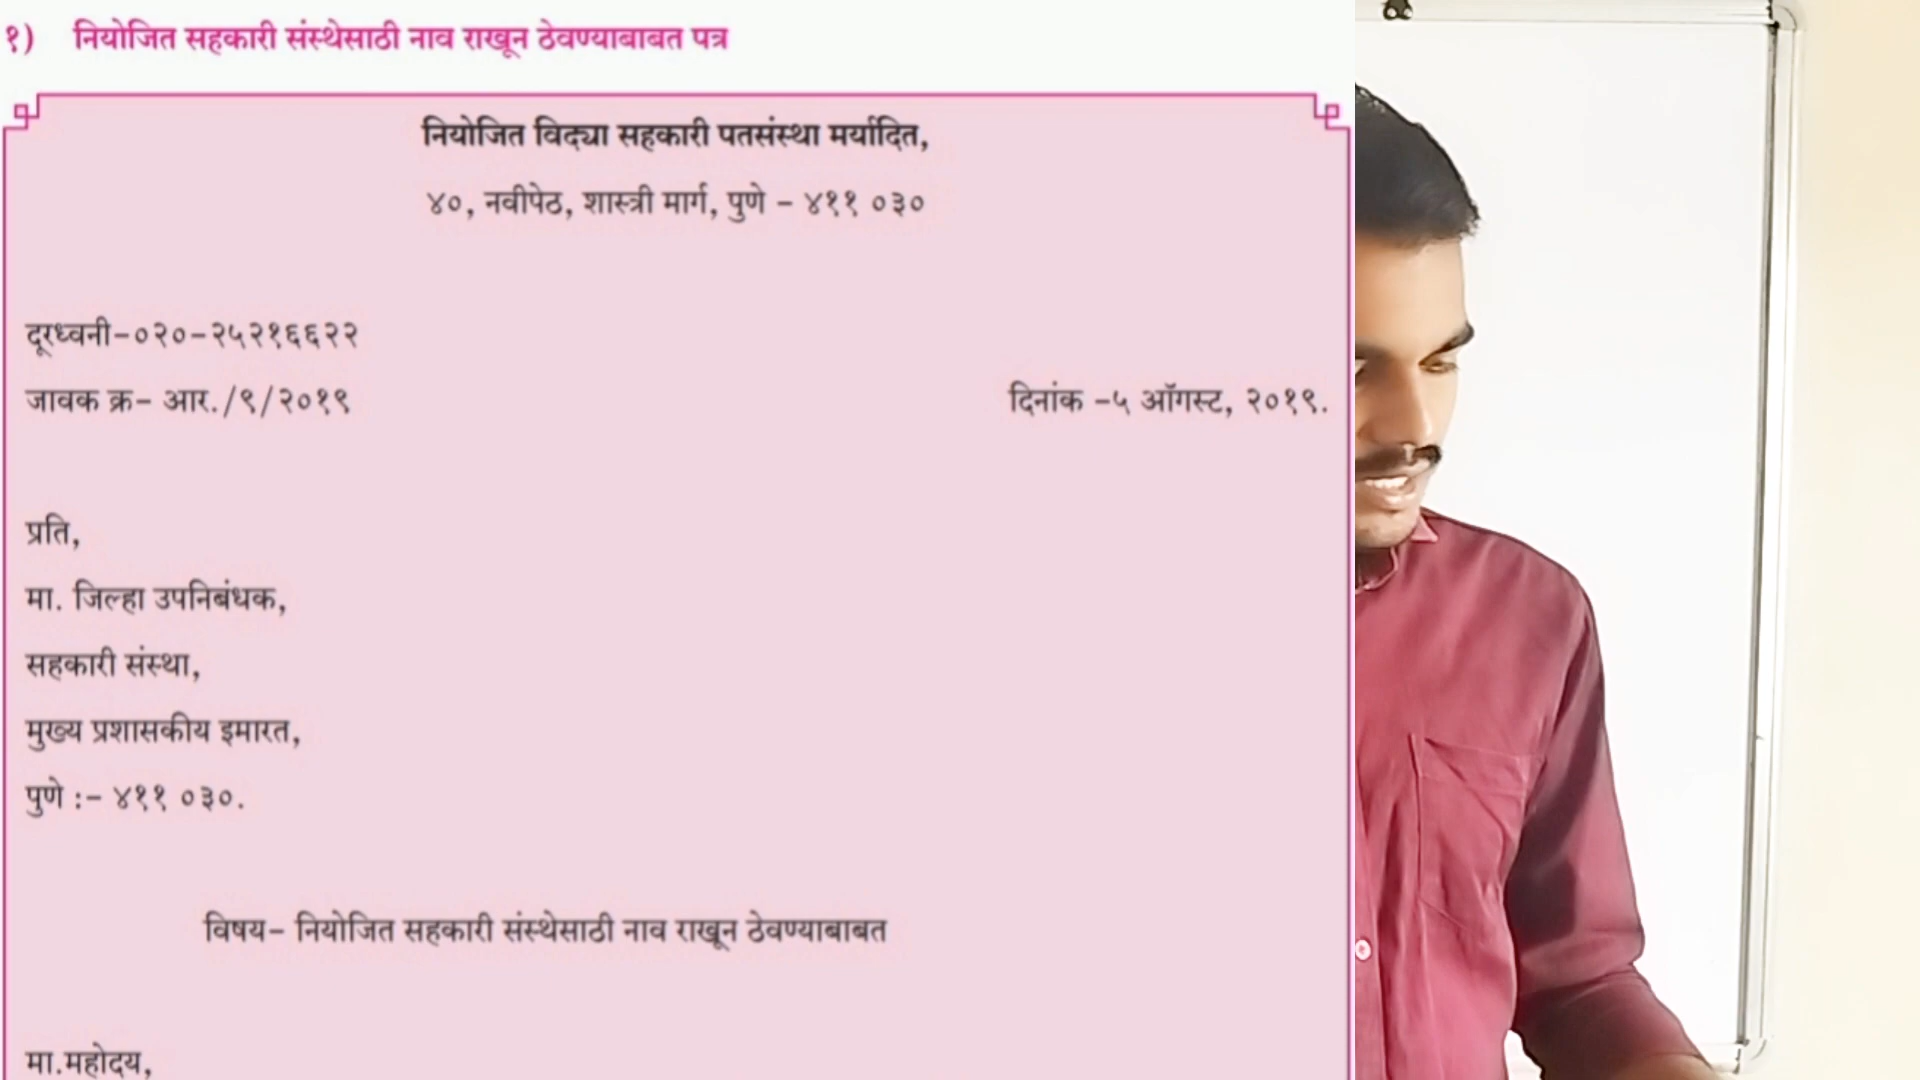 १) नियोजित सहकारी संस्थेसाठी नाव राखून ठेवण्याबाबत पत्र
नियोजित विद्या सहकारी पतसंस्था मर्यादित,
४०, नवीपेठ, शास्त्री मार्ग, पुणे - ४११ ०३०
दूरध्वनी-०२०-२५२१६६२२
जावक क्र- आर./९/२०१९
दिनांक -५ ऑगस्ट, २०१९.
प्रति,
मा. जिल्हा उपनिबंधक,
सहकारी संस्था,
मुख्य प्रशासकीय इमारत,
पुणे :- ४११ ०३०.
विषय- नियोजित सहकारी संस्थेसाठी नाव राखून ठेवण्याबाबत
मा.महोदय,